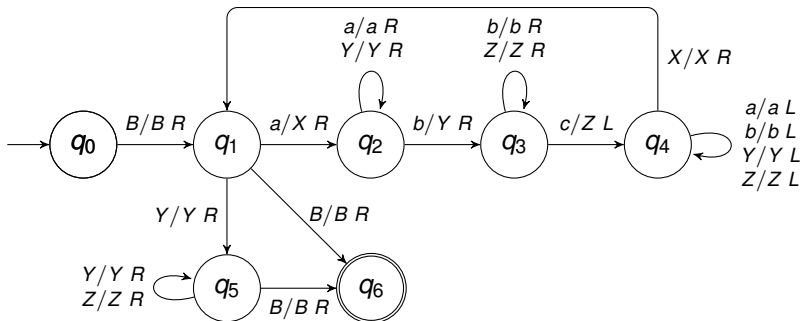 a/a R
Y/Y R
b/b R
Z/Z R
X/X R
q0 B/B R q1 a/X R q2 b/Y R q3 c/Z L q4
a/a L
b/b L
Y/Y L
Z/Z L
Y/Y R
B/B R
Y/Y R
Z/Z R
q5 B/B R q6